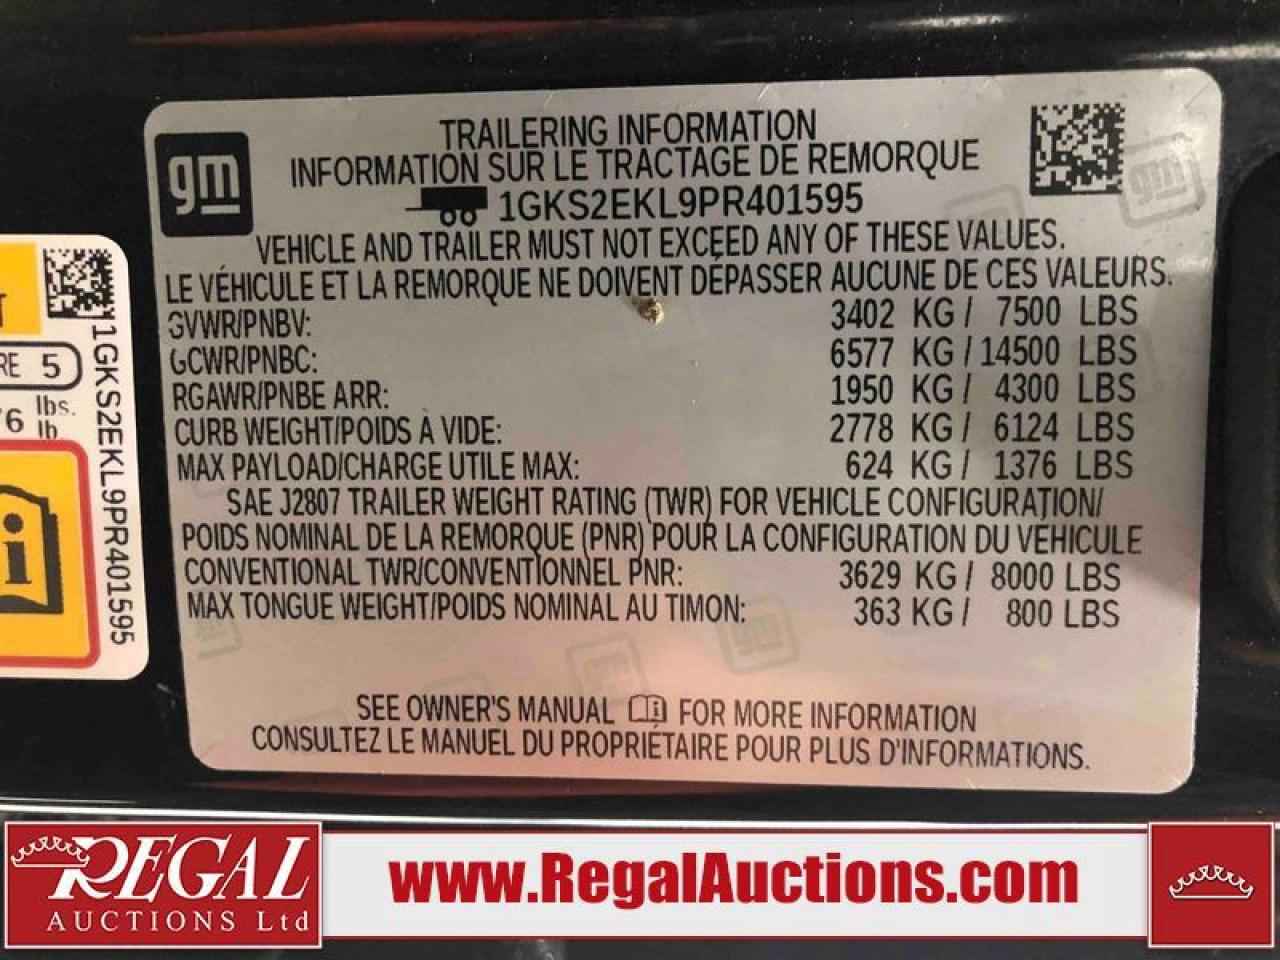 gm
TRAILERING INFORMATION
INFORMATION SUR LE TRACTAGE DE REMORQUE
1GKS2EKL9PR401595
VEHICLE AND TRAILER MUST NOT EXCEED ANY OF THESE VALUES.
LE VÉHICULE ET LA REMORQUE NE DOIVENT DÉPASSER AUCUNE DE CES VALEURS.
GVWR/PNBV: 3402 KG / 7500 LBS
GCWR/PNBC: 6577 KG / 14500 LBS
RGAWR/PNBE ARR: 1950 KG / 4300 LBS
CURB WEIGHT/POIDS À VIDE: 2778 KG / 6124 LBS
MAX PAYLOAD/CHARGE UTILE MAX: 624 KG / 1376 LBS
SAE J2807 TRAILER WEIGHT RATING (TWR) FOR VEHICLE CONFIGURATION/
POIDS NOMINAL DE LA REMORQUE (PNR) POUR LA CONFIGURATION DU VEHICULE
CONVENTIONAL TWR/CONVENTIONNEL PNR: 3629 KG / 8000 LBS
MAX TONGUE WEIGHT/POIDS NOMINAL AU TIMON: 363 KG / 800 LBS
SEE OWNER'S MANUAL FOR MORE INFORMATION
CONSULTEZ LE MANUEL DU PROPRIÉTAIRE POUR PLUS D'INFORMATIONS.
5
lbs.
lb
1GKS2EKL9PR401595
REGAL
AUCTIONS Ltd
www.RegalAuctions.com